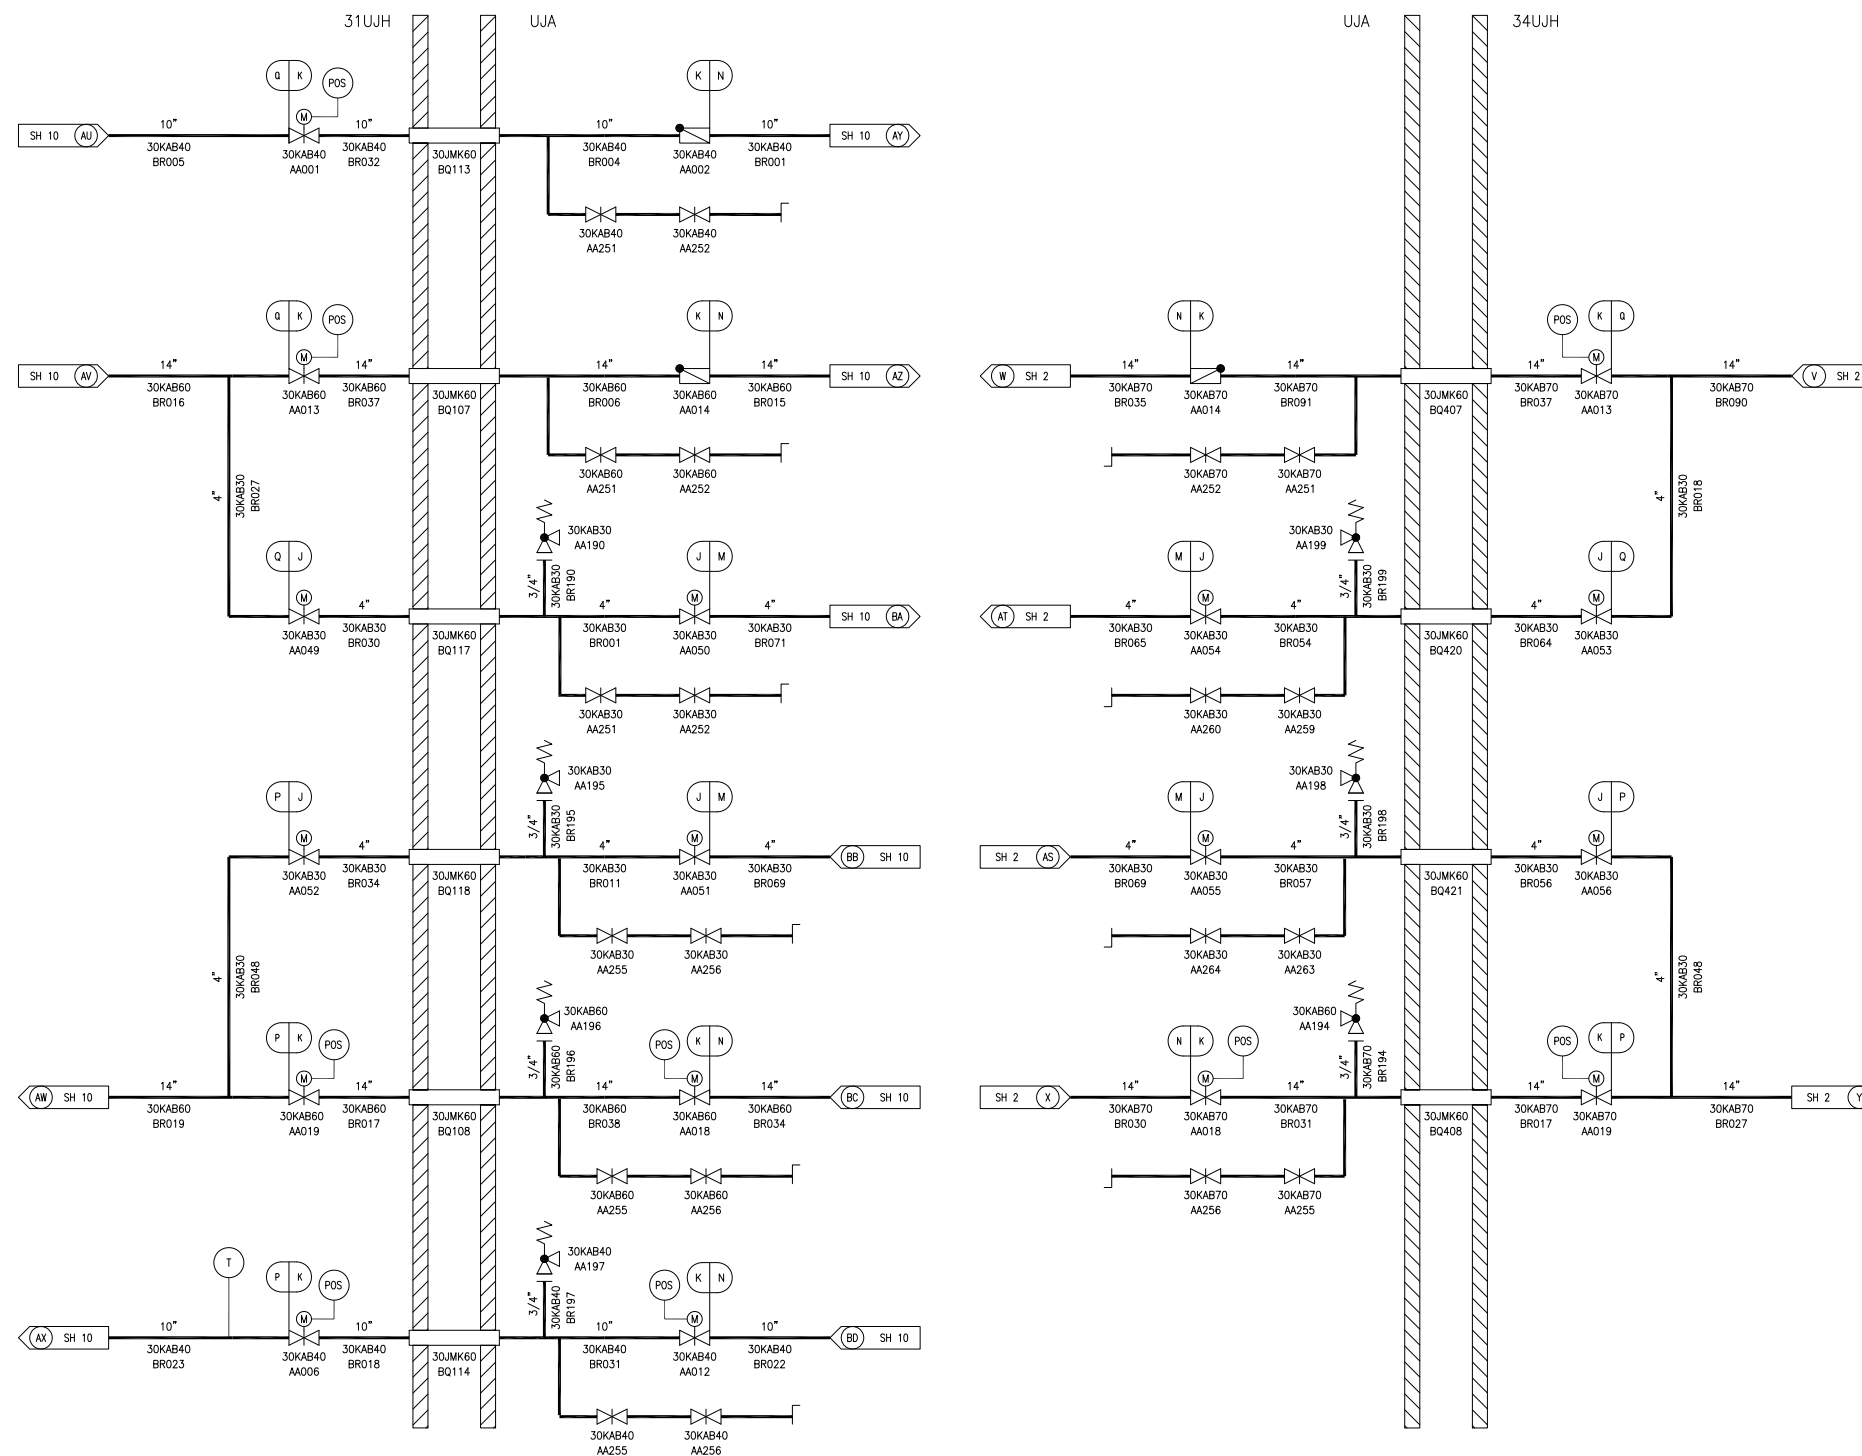 31UJH
UJA
UJA
34UJH
Q K
POS
K N
M
SH 10 AU
10"
10"
10"
10"
SH 10 AY
30KAB40
BR005
30KAB40
AA001
30KAB40
BR032
30JMK60
BQ113
30KAB40
BR004
30KAB40
AA002
30KAB40
BR001
30KAB40
AA251
30KAB40
AA252
Q K
POS
K N
M
SH 10 AV
14"
14"
14"
14"
SH 10 AZ
30KAB60
BR016
30KAB60
AA013
30KAB60
BR037
30JMK60
BQ107
30KAB60
BR006
30KAB60
AA014
30KAB60
BR015
30KAB60
AA251
30KAB60
AA252
4"
30KAB30
BR027
30KAB30
AA190
3/4"
30KAB30
BR190
Q J
J M
M
M
4"
4"
4"
SH 10 BA
30KAB30
AA049
30KAB30
BR030
30JMK60
BQ117
30KAB30
BR001
30KAB30
AA050
30KAB30
BR071
30KAB30
AA251
30KAB30
AA252
30KAB30
AA195
3/4"
30KAB30
BR195
P J
J M
M
M
4"
4"
4"
BB SH 10
30KAB30
AA052
30KAB30
BR034
30JMK60
BQ118
30KAB30
BR011
30KAB30
AA051
30KAB30
BR069
30KAB30
AA255
30KAB30
AA256
4"
30KAB30
BR048
30KAB60
AA196
3/4"
30KAB60
BR196
P K
POS
POS
K N
M
M
AW SH 10
14"
14"
14"
14"
BC SH 10
30KAB60
BR019
30KAB60
AA019
30KAB60
BR017
30JMK60
BQ108
30KAB60
BR038
30KAB60
AA018
30KAB60
BR034
30KAB60
AA255
30KAB60
AA256
30KAB40
AA197
3/4"
30KAB40
BR197
T
P K
POS
POS
K N
M
M
AX SH 10
10"
10"
10"
10"
BD SH 10
30KAB40
BR023
30KAB40
AA006
30KAB40
BR018
30JMK60
BQ114
30KAB40
BR031
30KAB40
AA012
30KAB40
BR022
30KAB40
AA255
30KAB40
AA256
N K
POS
K Q
M
W SH 2
14"
14"
14"
14"
V SH 2
30KAB70
BR035
30KAB70
AA014
30KAB70
BR091
30JMK60
BQ407
30KAB70
BR037
30KAB70
AA013
30KAB70
BR090
30KAB70
AA252
30KAB70
AA251
30KAB30
AA199
3/4"
30KAB30
BR199
4"
30KAB30
BR018
M J
J Q
M
M
AT SH 2
4"
4"
4"
30KAB30
BR065
30KAB30
AA054
30KAB30
BR054
30JMK60
BQ420
30KAB30
BR064
30KAB30
AA053
30KAB30
AA260
30KAB30
AA259
30KAB30
AA198
3/4"
30KAB30
BR198
M J
J P
M
M
SH 2 AS
4"
4"
4"
30KAB30
BR069
30KAB30
AA055
30KAB30
BR057
30JMK60
BQ421
30KAB30
BR056
30KAB30
AA056
30KAB30
AA264
30KAB30
AA263
4"
30KAB30
BR048
30KAB60
AA194
3/4"
30KAB70
BR194
N K
POS
POS
K P
M
M
SH 2 X
14"
14"
14"
14"
SH 2 Y
30KAB70
BR030
30KAB70
AA018
30KAB70
BR031
30JMK60
BQ408
30KAB70
BR017
30KAB70
AA019
30KAB70
BR027
30KAB70
AA256
30KAB70
AA255